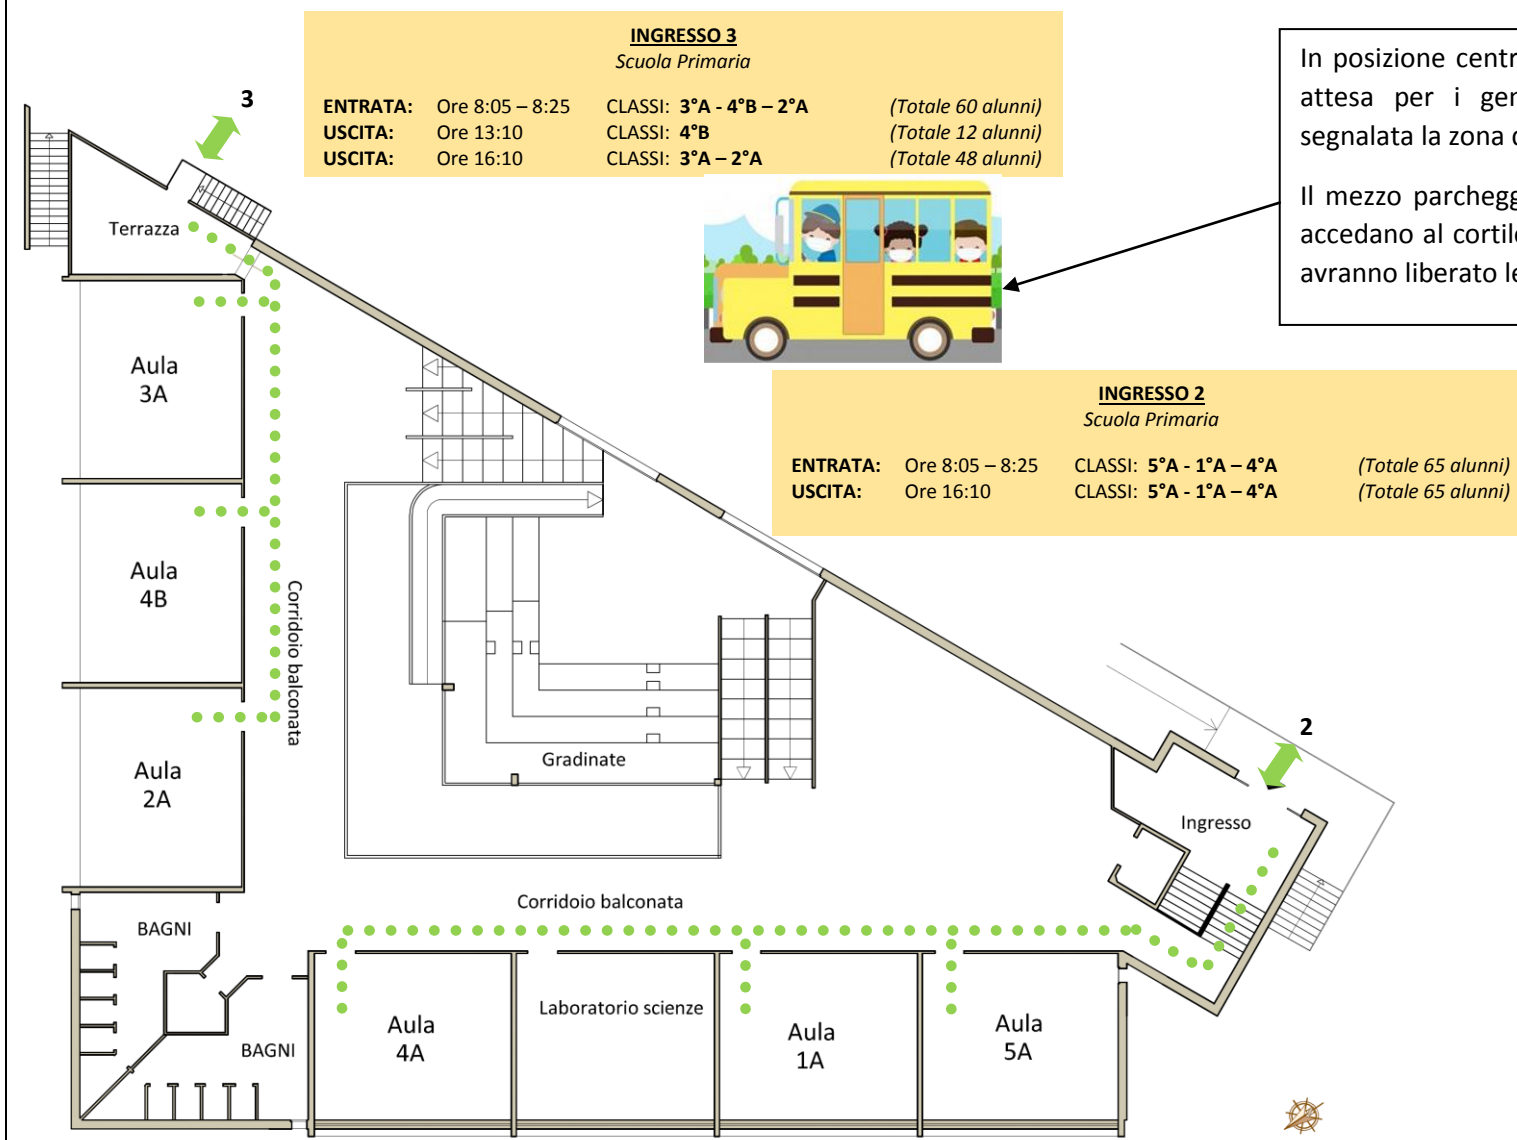 INGRESSO 3
Scuola Primaria
ENTRATA: Ore 8:05 – 8:25 CLASSI: 3°A - 4°B – 2°A (Totale 60 alunni)
USCITA: Ore 13:10 CLASSI: 4°B (Totale 12 alunni)
USCITA: Ore 16:10 CLASSI: 3°A – 2°A (Totale 48 alunni)
In posizione centr
attesa per i gen
segnalata la zona
Il mezzo parchegg
accedano al cortil
avranno liberato le
3
Terrazza
Aula
3A
INGRESSO 2
Scuola Primaria
ENTRATA: Ore 8:05 – 8:25 CLASSI: 5°A - 1°A – 4°A (Totale 65 alunni)
USCITA: Ore 16:10 CLASSI: 5°A - 1°A – 4°A (Totale 65 alunni)
Aula
4B
Corridoio balconata
Aula
2A
Gradinate
2
Ingresso
Corridoio balconata
BAGNI
BAGNI
Aula
4A
Laboratorio scienze
Aula
1A
Aula
5A